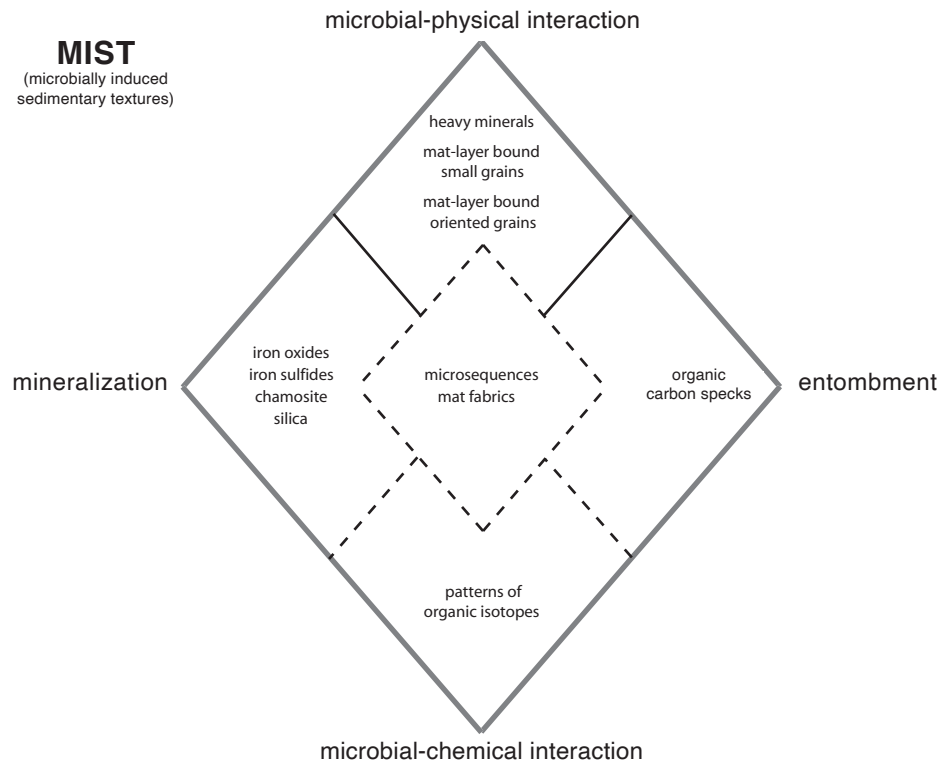 microbial-physical interaction
MIST
(microbially induced
sedimentary textures)
heavy minerals
mat-layer bound
small grains
mat-layer bound
oriented grains
mineralization
iron oxides
iron sulfides
chamosite
silica
microsequences
mat fabrics
organic
carbon specks
entombment
patterns of
organic isotopes
microbial-chemical interaction